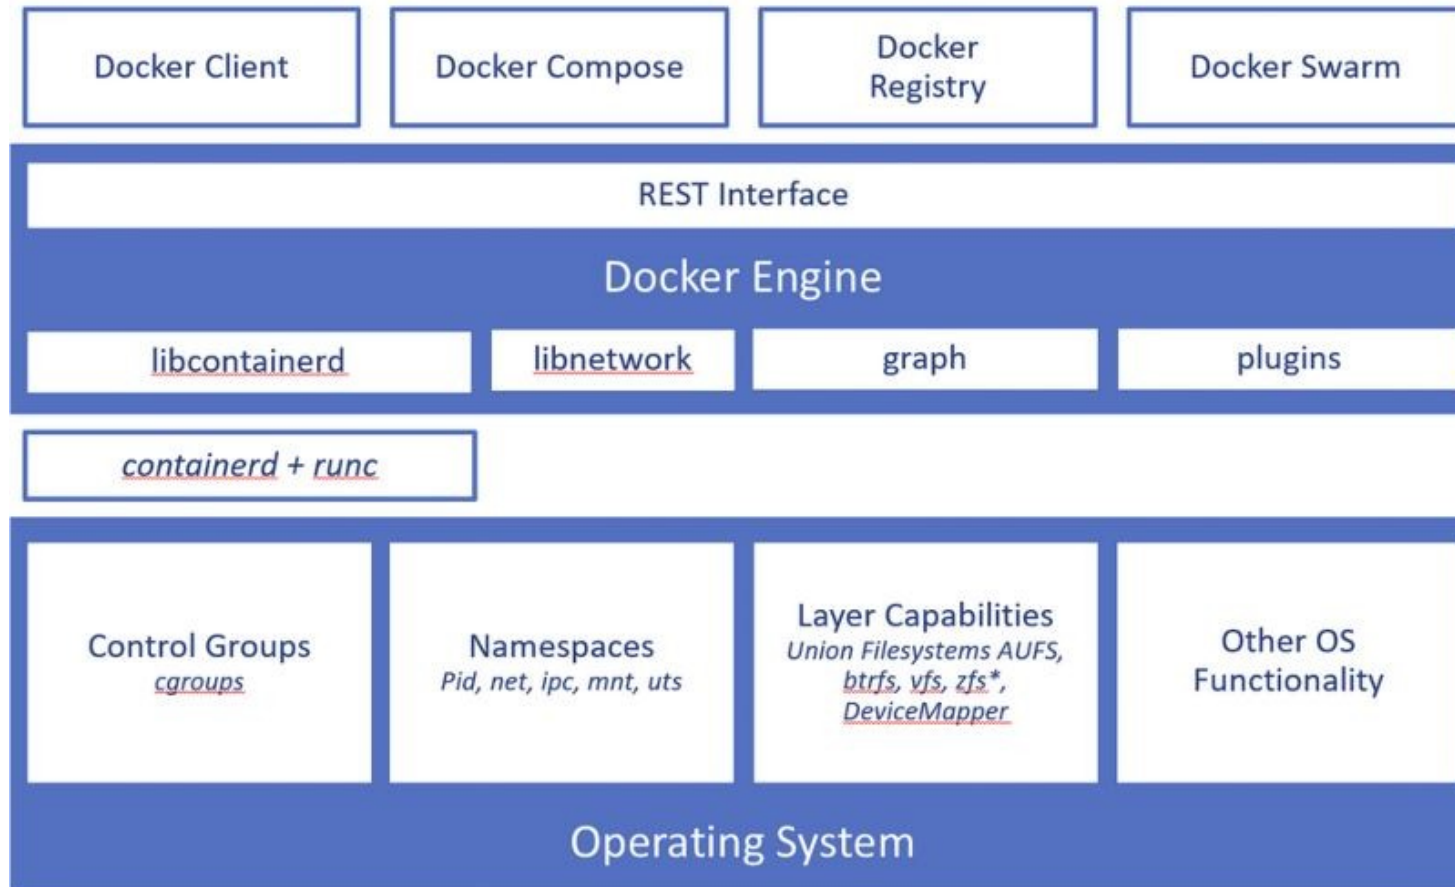 Docker Client
Docker Compose
Docker
Registry
Docker Swarm
REST Interface
Docker Engine
libcontainerd
libnetwork
graph
plugins
containerd + runc
Control Groups
cgroups
Namespaces
Pid, net, ipc, mnt, uts
Layer Capabilities
Union Filesystems AUFS,
btrfs, vfs, zfs*,
DeviceMapper
Other OS
Functionality
Operating System